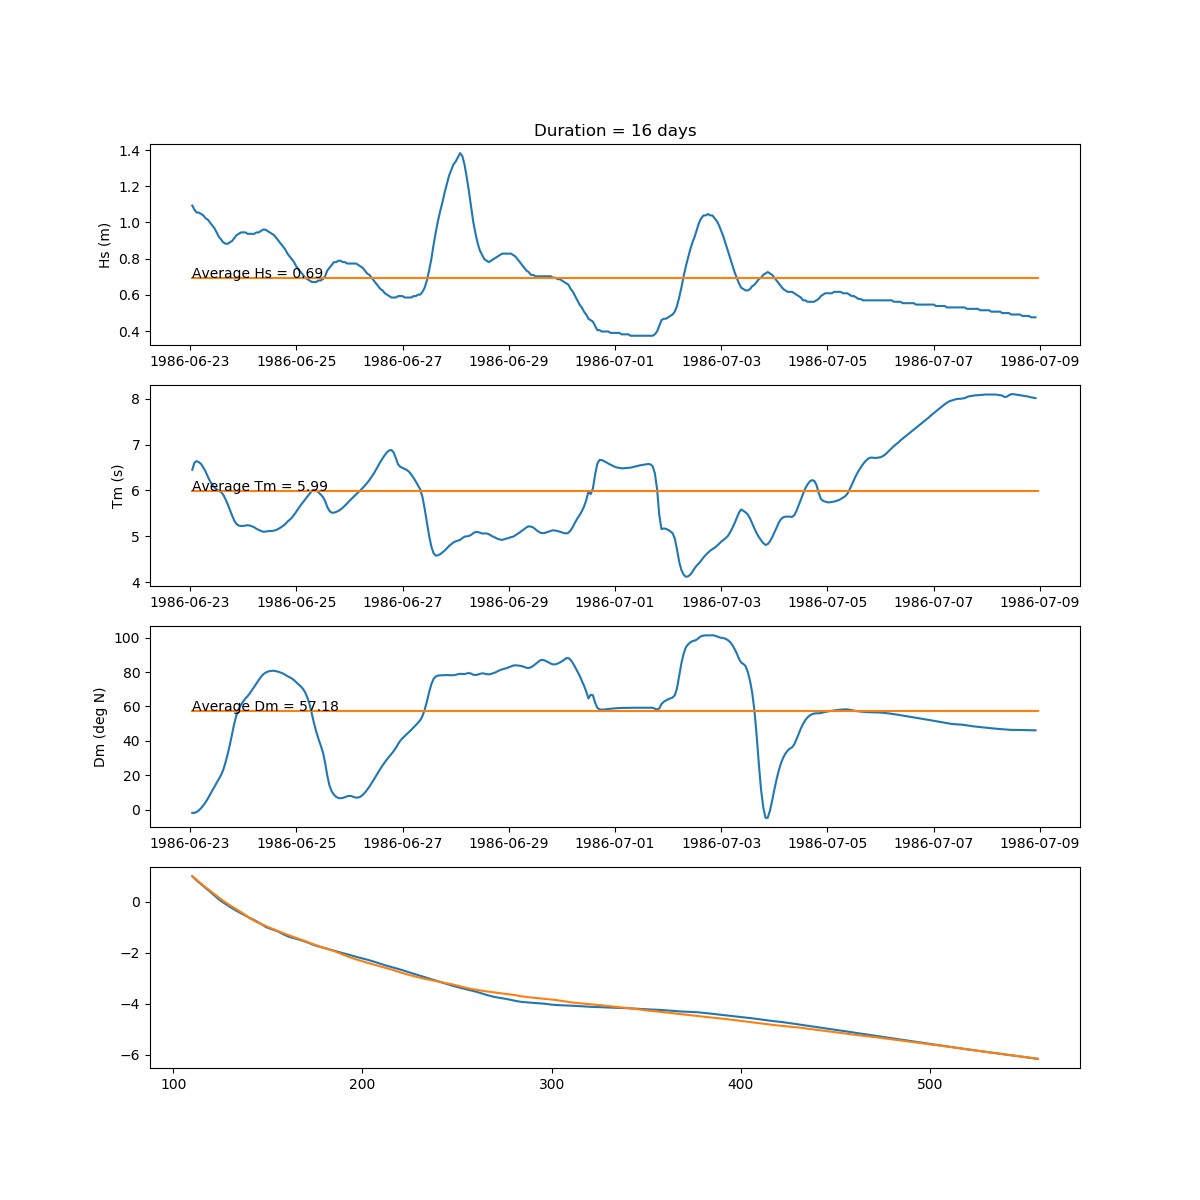 Duration = 16 days
1.4
1.2
1.0
0.8
0.6
0.4
Hs (m)
Average Hs = 0.69
1986-06-23 1986-06-25 1986-06-27 1986-06-29 1986-07-01 1986-07-03 1986-07-05 1986-07-07 1986-07-09
8
7
6
5
4
Tm (s)
Average Tm = 5.99
1986-06-23 1986-06-25 1986-06-27 1986-06-29 1986-07-01 1986-07-03 1986-07-05 1986-07-07 1986-07-09
100
80
60
40
20
0
Dm (deg N)
Average Dm = 57.18
1986-06-23 1986-06-25 1986-06-27 1986-06-29 1986-07-01 1986-07-03 1986-07-05 1986-07-07 1986-07-09
0
−2
−4
−6
100 200 300 400 500